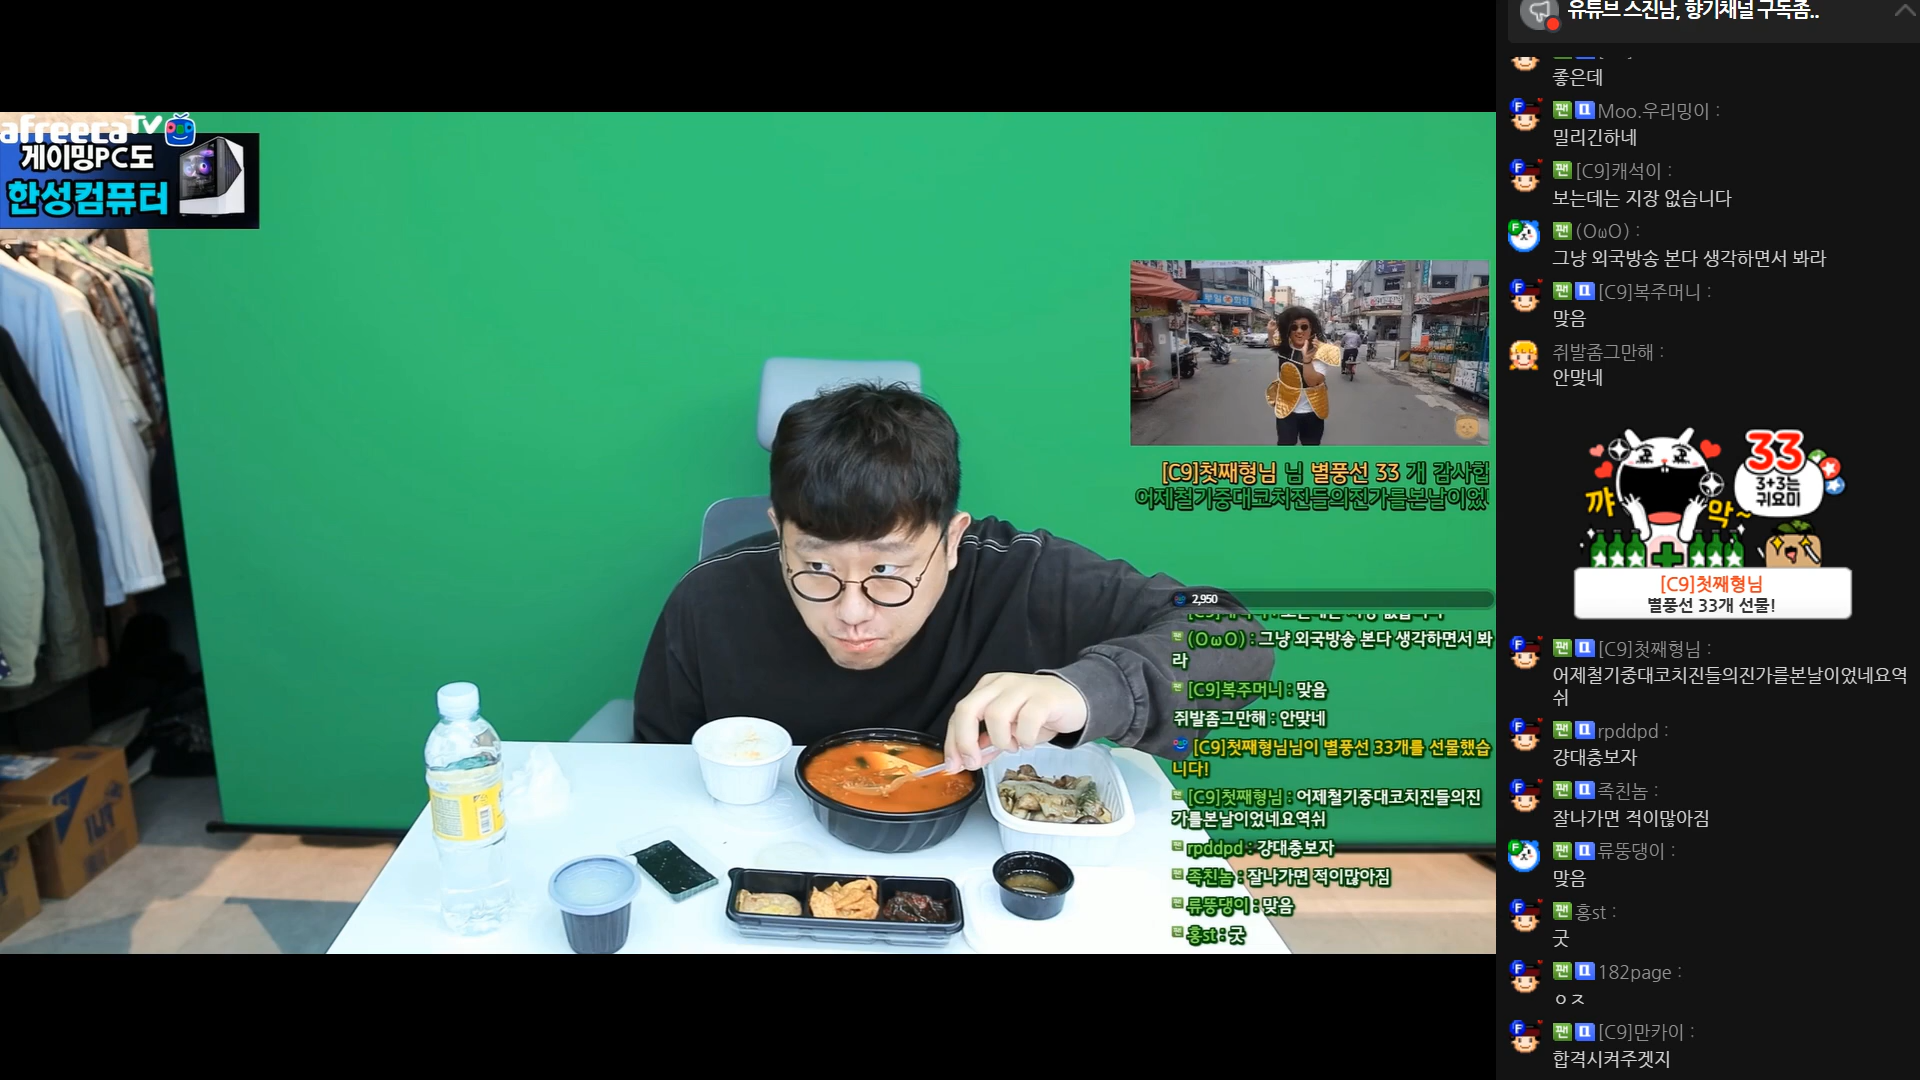 afreecaTV
게이밍PC도
한성컴퓨터
[C9]첫째형님 님 별풍선 33 개 감사합
어제철기중대코치진들의진가를본날이었
2,950
(OωO) : 그냥 외국방송 본다 생각하면서 봐
라
[C9]복주머니 : 맞음
쥐발좀그만해 : 안맞네
[C9]첫째형님님이 별풍선 33개를 선물했습
니다!
[C9]첫째형님 : 어제철기중대코치진들의진
가를본날이었네요역쉬
rpddpd : 걍대충보자
족친놈 : 잘나가면 적이많아짐
류뚱댕이 : 맞음
홍st : 굿
유튜브 스진남, 향기채널 구독좀..
좋은데
팬 Moo.우리밍이 :
밀리긴하네
팬 [C9]캐석이 :
보는데는 지장 없습니다
팬 (OωO) :
그냥 외국방송 본다 생각하면서 봐라
팬 [C9]복주머니 :
맞음
쥐발좀그만해 :
안맞네
33
3+3는
귀요미
꺄
악~
[C9]첫째형님
별풍선 33개 선물!
팬 [C9]첫째형님 :
어제철기중대코치진들의진가를본날이었네요역
쉬
팬 rpddpd :
걍대충보자
팬 족친놈 :
잘나가면 적이많아짐
팬 류뚱댕이 :
맞음
팬 홍st :
굿
팬 182page :
ㅇㅈ
팬 [C9]만카이 :
합격시켜주겟지